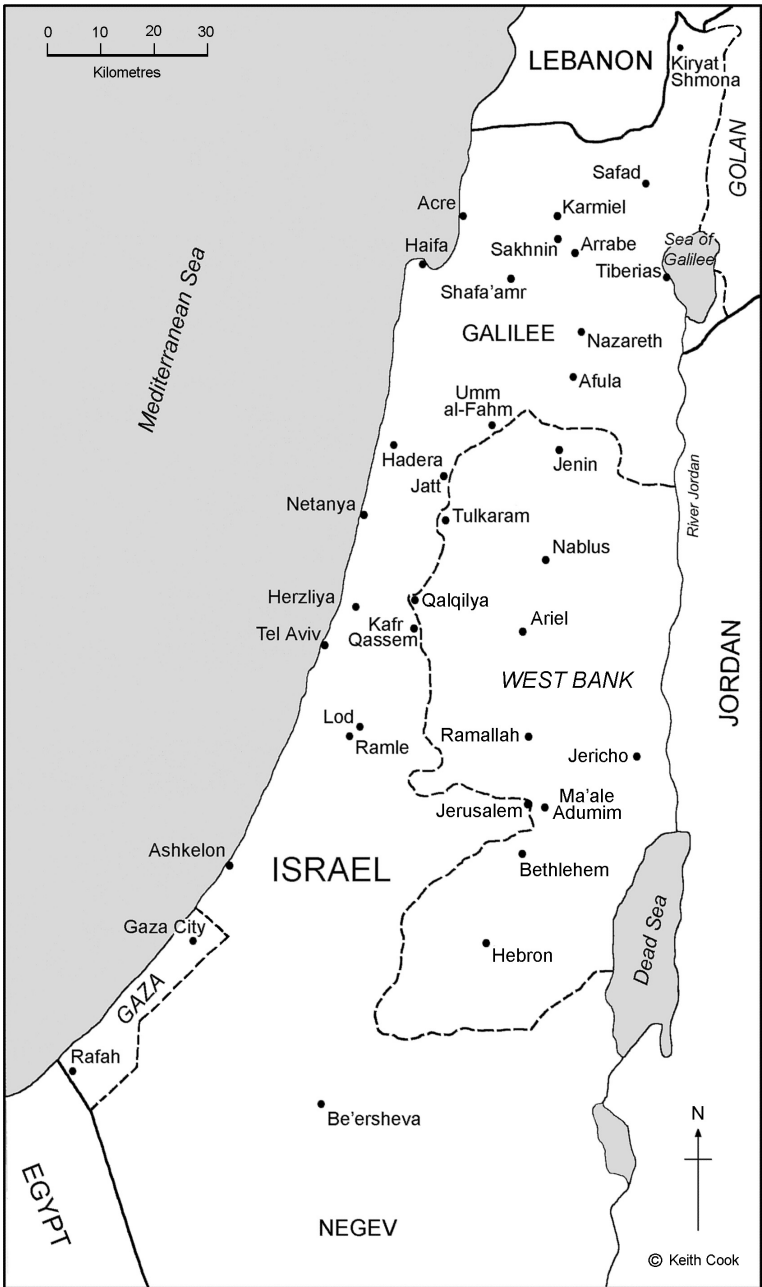 0 10 20 30
Kilometres
LEBANON
Kiryat
Shmona
GOLAN
Safad
Acre
Karmiel
Haifa
Sakhnin
Arrabe
Sea of
Galilee
Tiberias
Shafa'amr
Mediterranean Sea
GALILEE
Nazareth
Afula
Umm
al-Fahm
Hadera
Jenin
Jatt
River Jordan
Netanya
Tulkaram
Nablus
Herzliya
Qalqilya
Kafr
Qassem
Ariel
Tel Aviv
JORDAN
WEST BANK
Lod
Ramle
Ramallah
Jericho
Ma'ale
Adumim
Jerusalem
Ashkelon
ISRAEL
Bethlehem
Gaza City
Dead Sea
Hebron
GAZA
Rafah
Be'ersheva
N
EGYPT
NEGEV
© Keith Cook